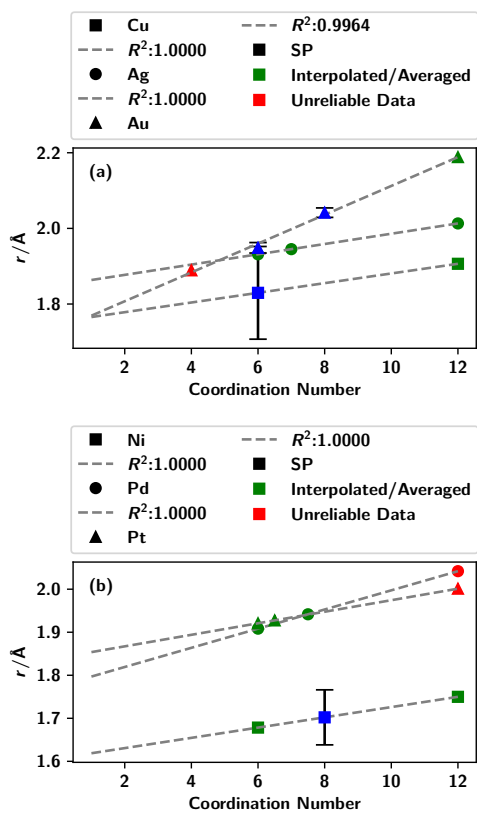 Cu
R²:1.0000
Ag
R²:1.0000
Au
R²:0.9964
SP
Interpolated/Averaged
Unreliable Data
(a)
2.2
2.0
1.8
r/Å
2 4 6 8 10 12
Coordination Number
Ni
R²:1.0000
Pd
R²:1.0000
Pt
R²:1.0000
SP
Interpolated/Averaged
Unreliable Data
(b)
2.0
1.9
1.8
1.7
1.6
r/Å
2 4 6 8 10 12
Coordination Number